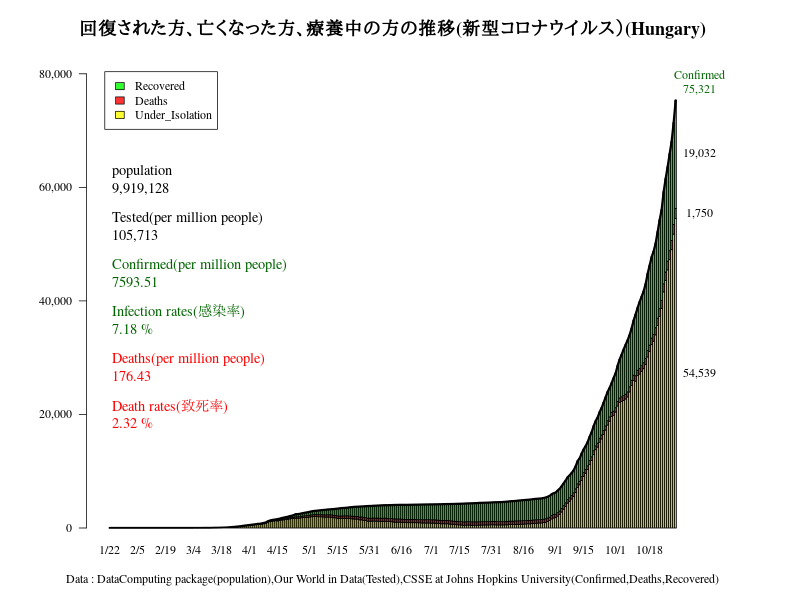 回復された方、亡くなった方、療養中の方の推移(新型コロナウイルス）(Hungary)
Confirmed
75,321
80,000
60,000
40,000
20,000
0
Recovered
Deaths
Under_Isolation
population
9,919,128
Tested(per million people)
105,713
Confirmed(per million people)
7593.51
Infection rates(感染率)
7.18 %
Deaths(per million people)
176.43
Death rates(致死率)
2.32 %
19,032
1,750
54,539
1/22 2/5 2/19 3/4 3/18 4/1 4/15 5/1 5/15 5/31 6/16 7/1 7/15 7/31 8/16 9/1 9/15 10/1 10/18
Data : DataComputing package(population),Our World in Data(Tested),CSSE at Johns Hopkins University(Confirmed,Deaths,Recovered)